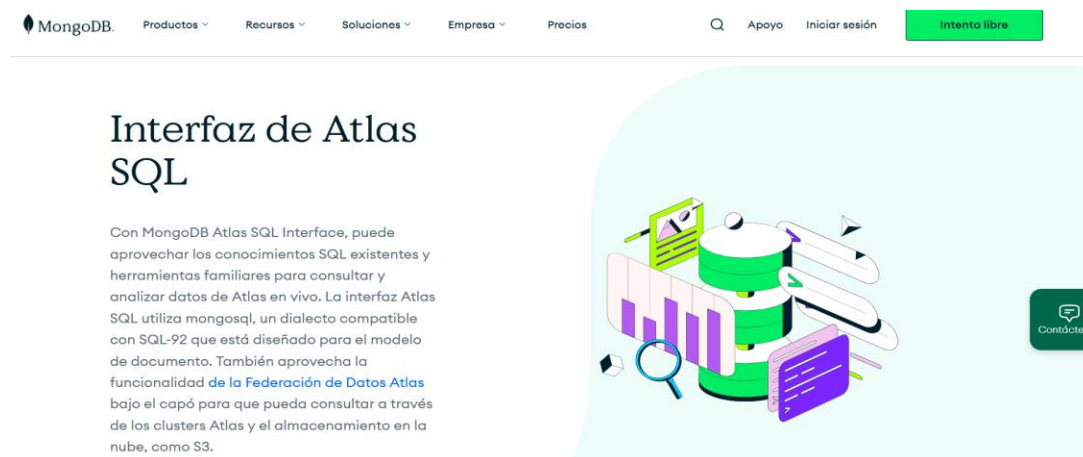 MongoDB. Productos Recursos Soluciones Empresa Precios Apoyo Iniciar sesión Intenta libre
Interfaz de Atlas
SQL
Con MongoDB Atlas SQL Interface, puede
aprovechar los conocimientos SQL existentes y
herramientas familiares para consultar y
analizar datos de Atlas en vivo. La interfaz Atlas
SQL utiliza mongosql, un dialecto compatible
con SQL-92 que está diseñado para el modelo
de documento. También aprovecha la
funcionalidad de la Federación de Datos Atlas
bajo el capó para que pueda consultar a través
de los clusters Atlas y el almacenamiento en la
nube, como S3.
Contácte